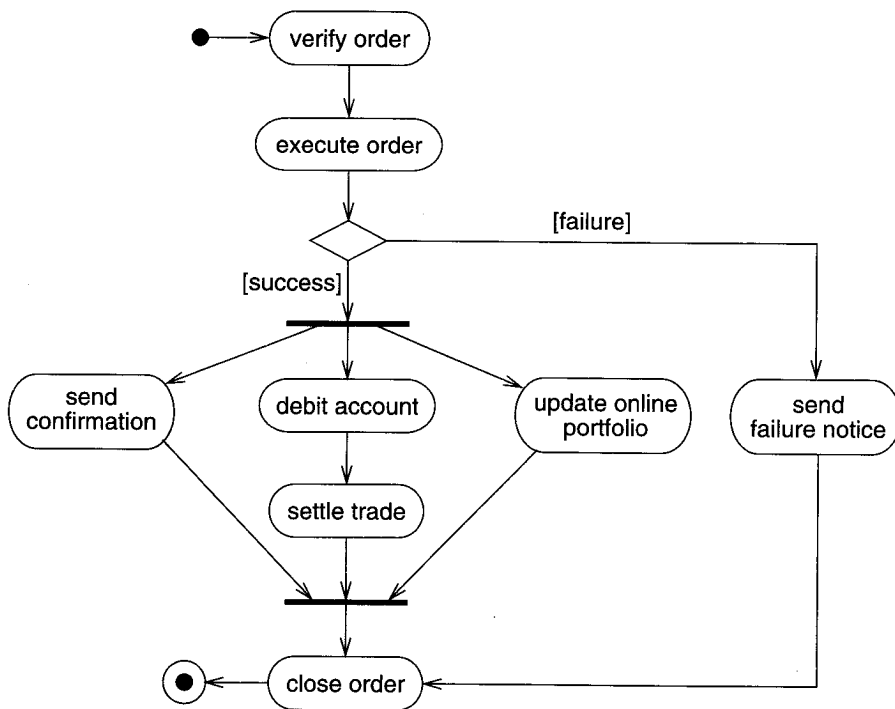 verify order
execute order
[failure]
[success]
send
confirmation
debit account
update online
portfolio
send
failure notice
settle trade
close order